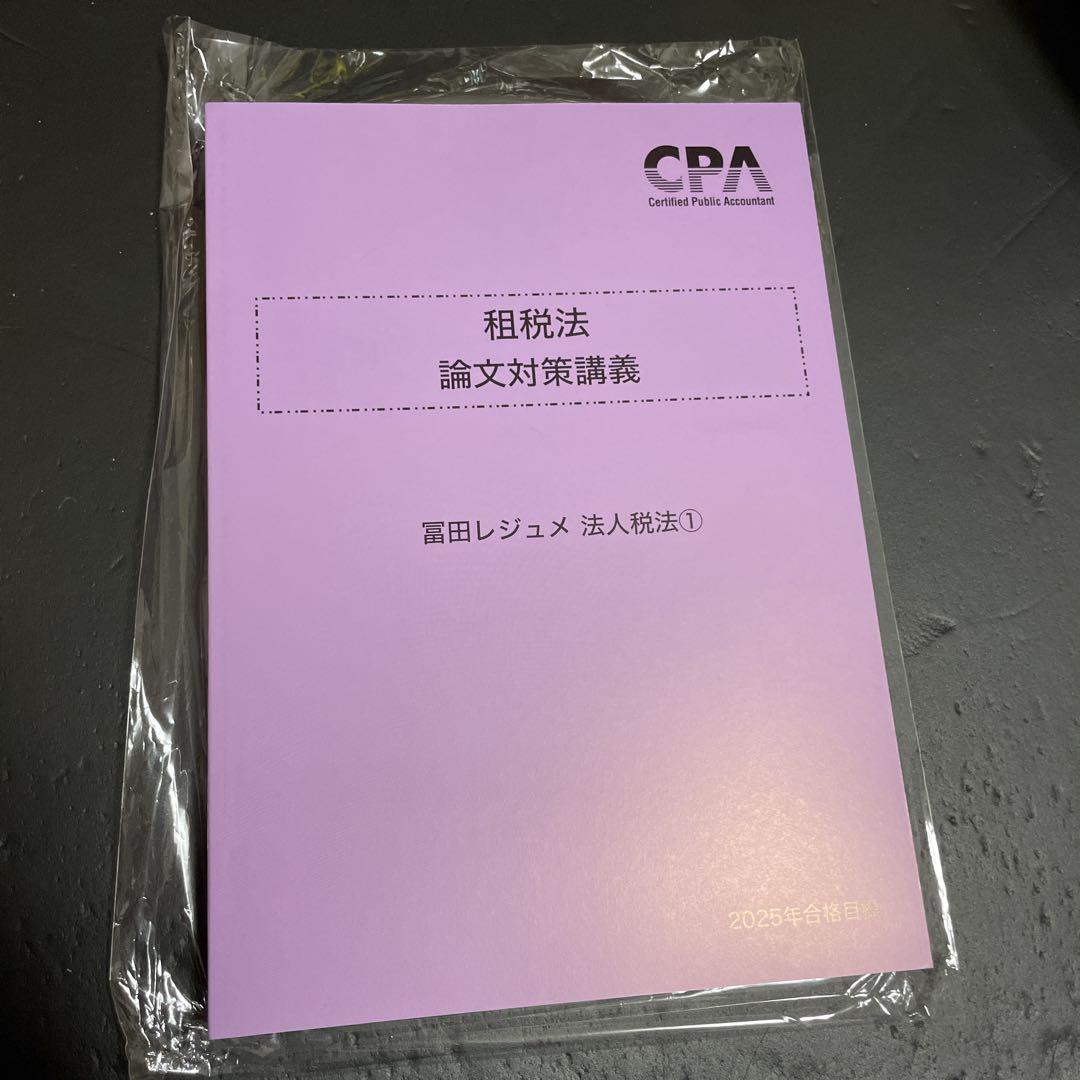 CPA
Certified Public Accountant
租税法
論文対策講義
冨田レジュメ 法人税法①
2025年合格目標